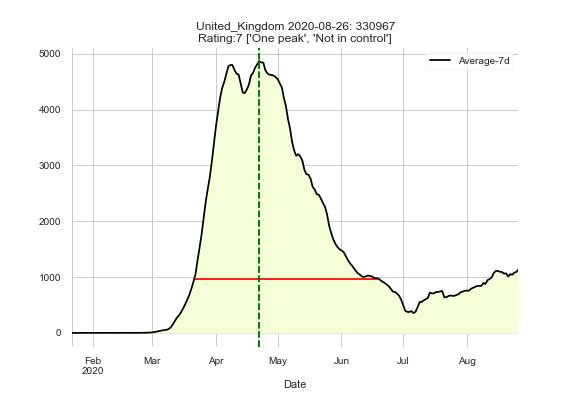 United_Kingdom 2020-08-26: 330967
Rating:7 ['One peak', 'Not in control']
Average-7d
5000
4000
3000
2000
1000
0
Feb Mar Apr May Jun Jul Aug
2020
Date